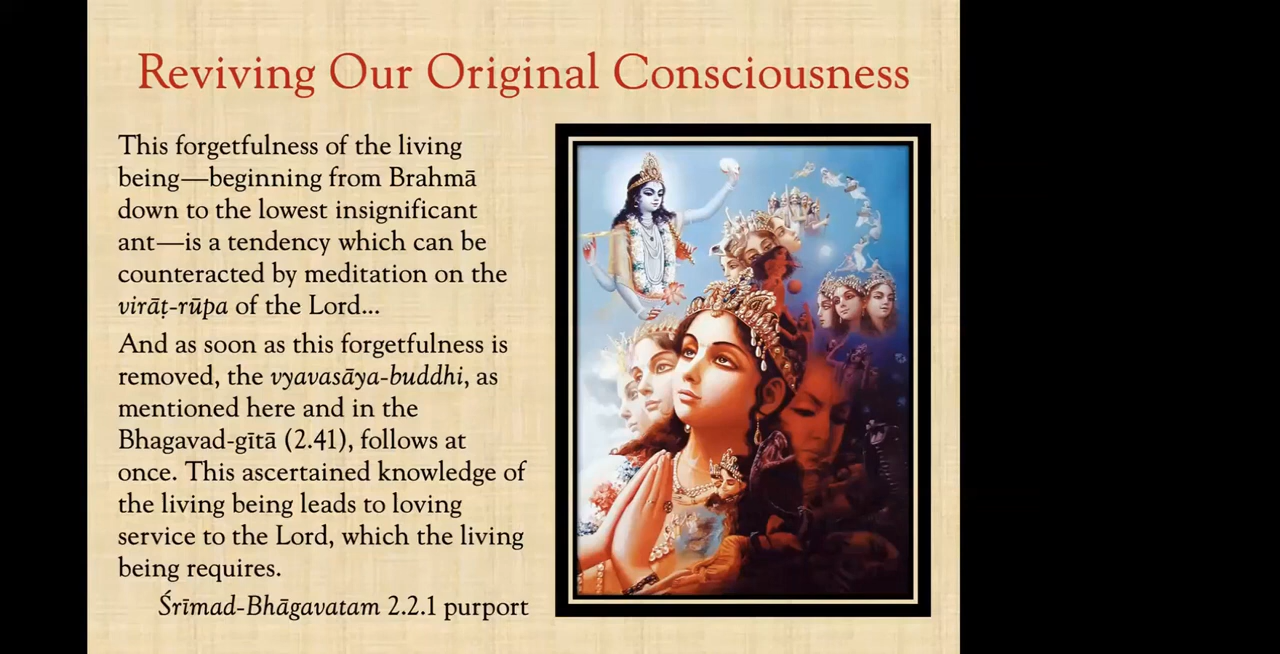 Reviving Our Original Consciousness
This forgetfulness of the living
being—beginning from Brahmā
down to the lowest insignificant
ant—is a tendency which can be
counteracted by meditation on the
virāṭ-rūpa of the Lord...
And as soon as this forgetfulness is
removed, the vyavasāya-buddhi, as
mentioned here and in the
Bhagavad-gītā (2.41), follows at
once. This ascertained knowledge of
the living being leads to loving
service to the Lord, which the living
being requires.
Śrīmad-Bhāgavatam 2.2.1 purport